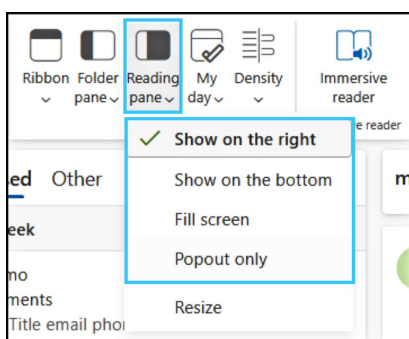 Ribbon Folder Reading My Density Immersive
pane pane day reader
e reader
Show on the right
ed Other
Show on the bottom
m
eek
Fill screen
Popout only
mo
ments
Resize
Title email pho